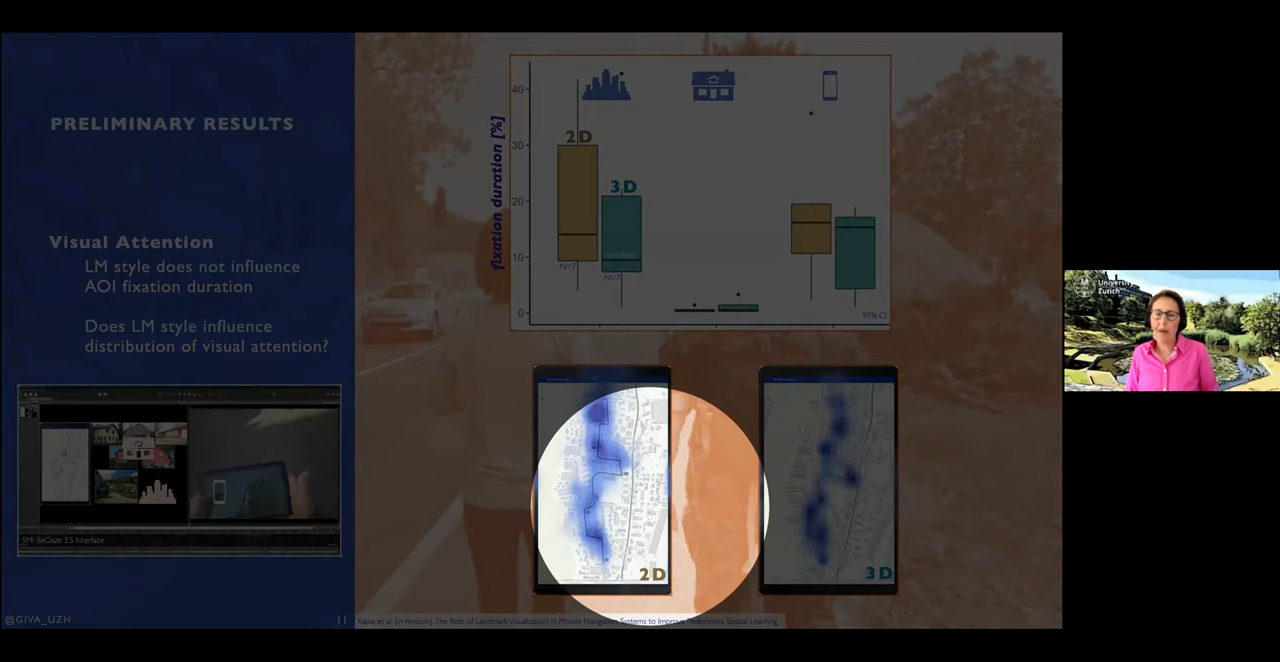 PRELIMINARY RESULTS
Visual Attention
LM style does not influence
AOI fixation duration
Does LM style influence
distribution of visual attention?
SMI BeGaze 3.5 Interface
@GIVA_UZH
11
fixation duration [%]
40
30
20
10
0
2D
3D
N=7
N=7
95% CI
2D
3D
Kapaj et al. (in revision). The Role of Landmark Visualization in Mobile Navigation Systems to Improve Pedestrians' Spatial Learning.
University
Zurich